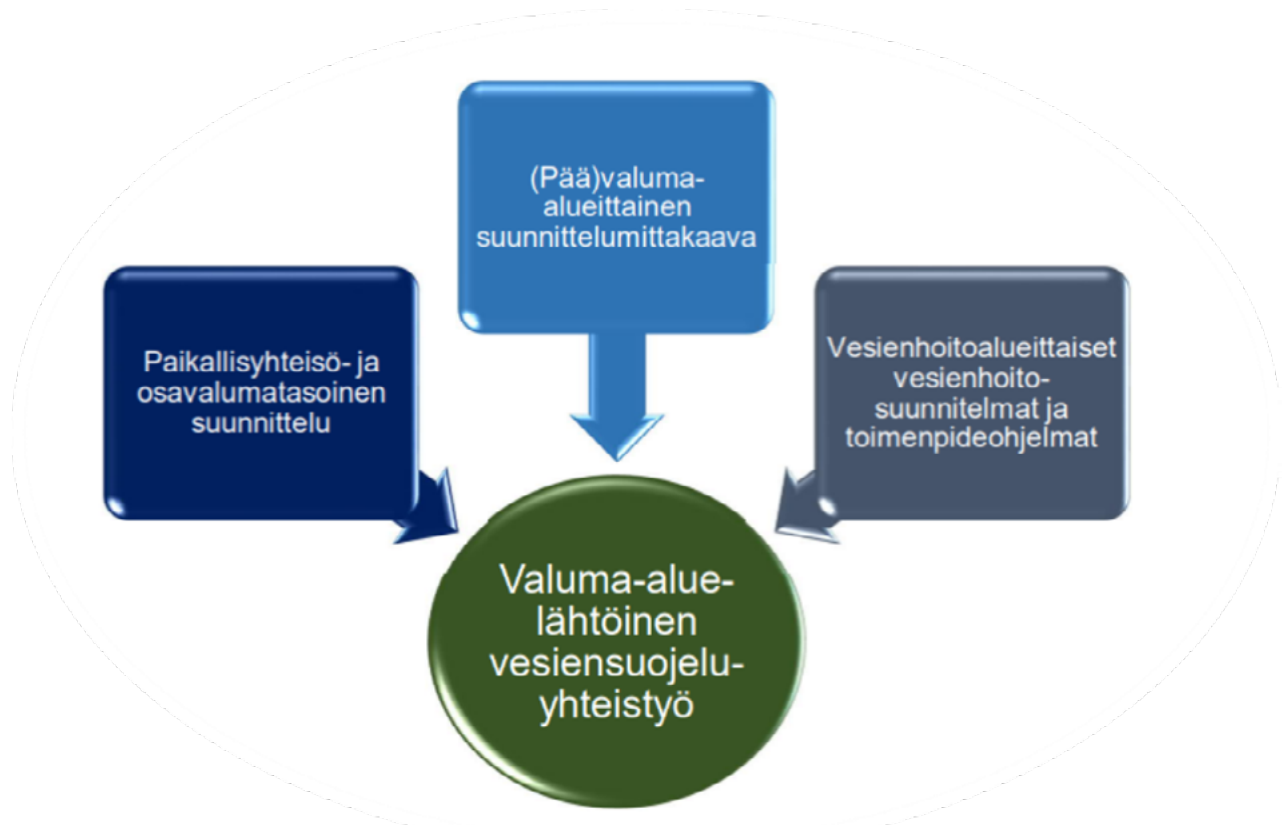 (Pää)valuma-
alueittainen
suunnittelumittakaava
Paikallisyhteisö- ja
osavalumatasoinen
suunnittelu
Vesienhoitoalueittaiset
vesienhoito-
suunnitelmat ja
toimenpideohjelmat
Valuma-alue-
lähtöinen
vesiensuojelu-
yhteistyö